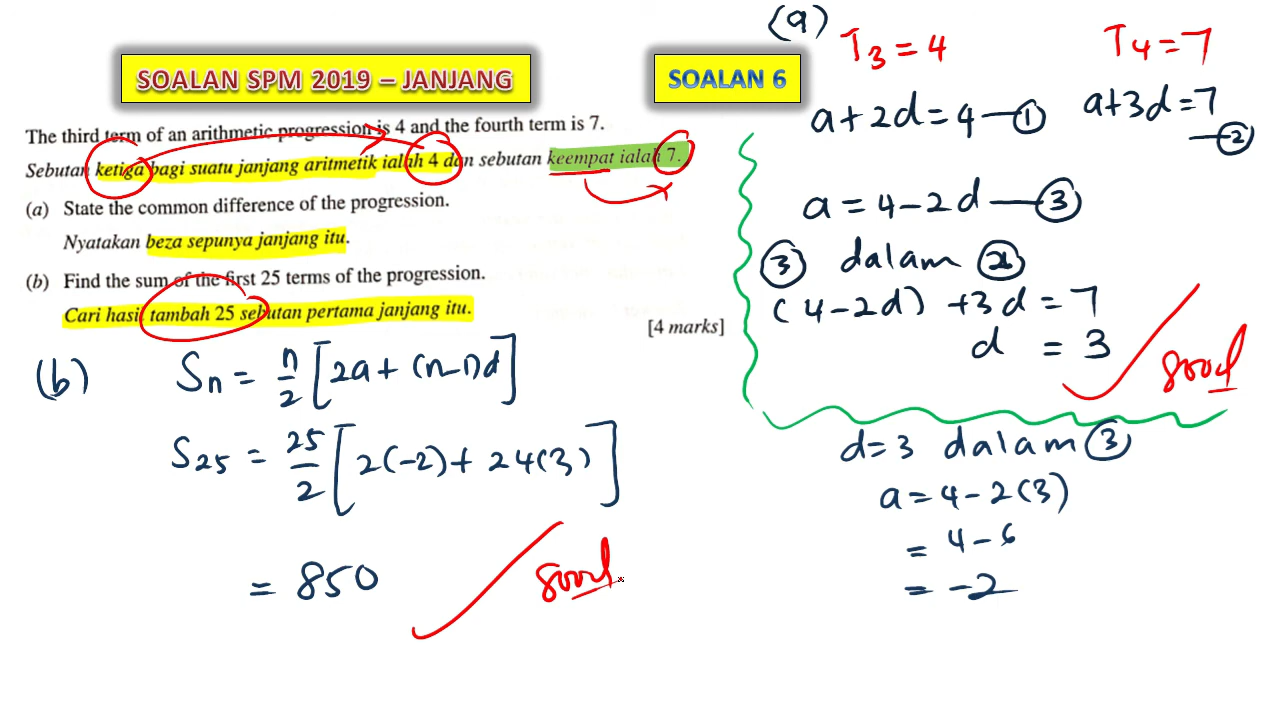 SOALAN SPM 2019 – JANJANG
SOALAN 6
The third term of an arithmetic progression is 4 and the fourth term is 7.
Sebutan ketiga bagi suatu janjang aritmetik ialah 4 dan sebutan keempat ialah 7.
(a) State the common difference of the progression.
Nyatakan beza sepunya janjang itu.
(b) Find the sum of the first 25 terms of the progression.
Cari hasil tambah 25 sebutan pertama janjang itu.
[4 marks]
(a)
T3 = 4
T4 = 7
a + 2d = 4 — ①
a + 3d = 7
— ②
a = 4 – 2d — ③
③ dalam ②
(4 – 2d) + 3d = 7
d = 3
good
d = 3 dalam ③
a = 4 – 2(3)
= 4 – 6
= –2
(b) Sn = n/2 [2a + (n–1)d]
S25 = 25/2 [2(–2) + 24(3)]
= 850
good